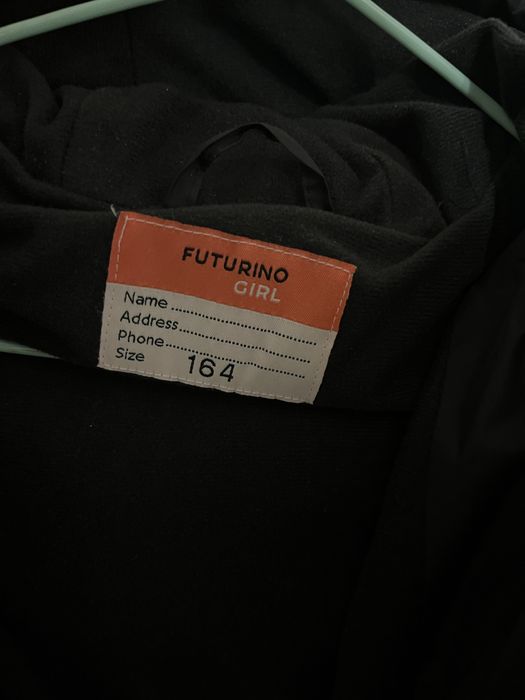 FUTURINO
GIRL
Name
Address
Phone
Size 164